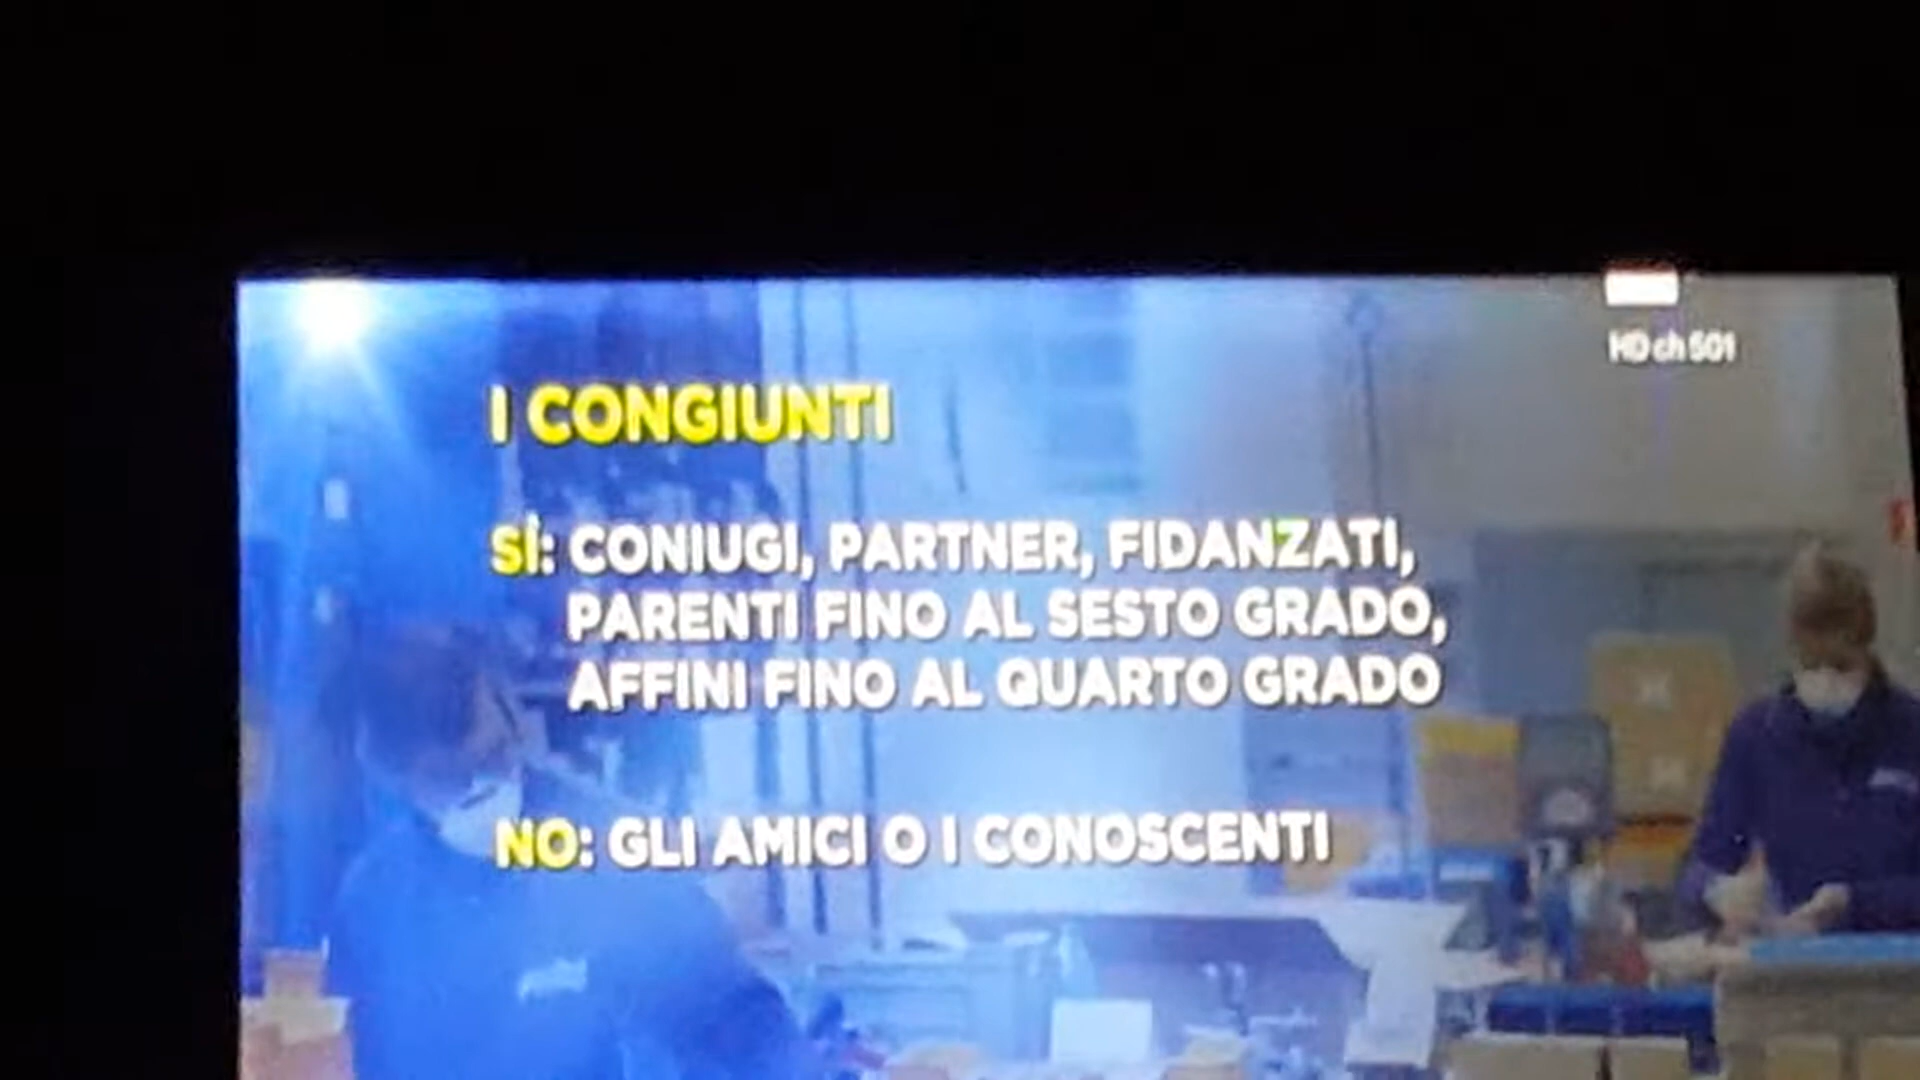 HD ch 501
I CONGIUNTI
SÌ: CONIUGI, PARTNER, FIDANZATI,
PARENTI FINO AL SESTO GRADO,
AFFINI FINO AL QUARTO GRADO
NO: GLI AMICI O I CONOSCENTI